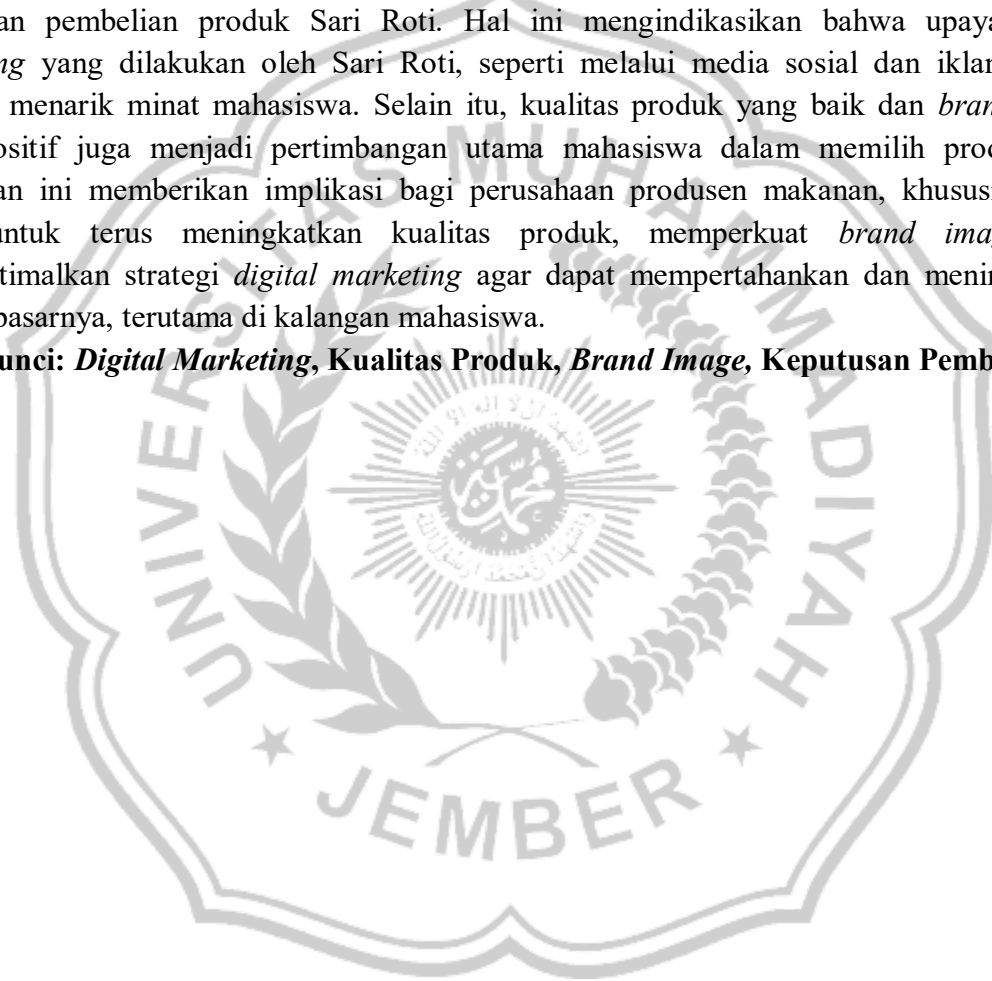 an pembelian produk Sari Roti. Hal ini mengindikasikan bahwa upaya
ng yang dilakukan oleh Sari Roti, seperti melalui media sosial dan iklan
menarik minat mahasiswa. Selain itu, kualitas produk yang baik dan bran
ositif juga menjadi pertimbangan utama mahasiswa dalam memilih prod
an ini memberikan implikasi bagi perusahaan produsen makanan, khusus
untuk terus meningkatkan kualitas produk, memperkuat brand imag
timalkan strategi digital marketing agar dapat mempertahankan dan menin
pasarnya, terutama di kalangan mahasiswa.
unci: Digital Marketing, Kualitas Produk, Brand Image, Keputusan Pemb
UNIVERSITAS MUHAMMADIYAH
JEMBER